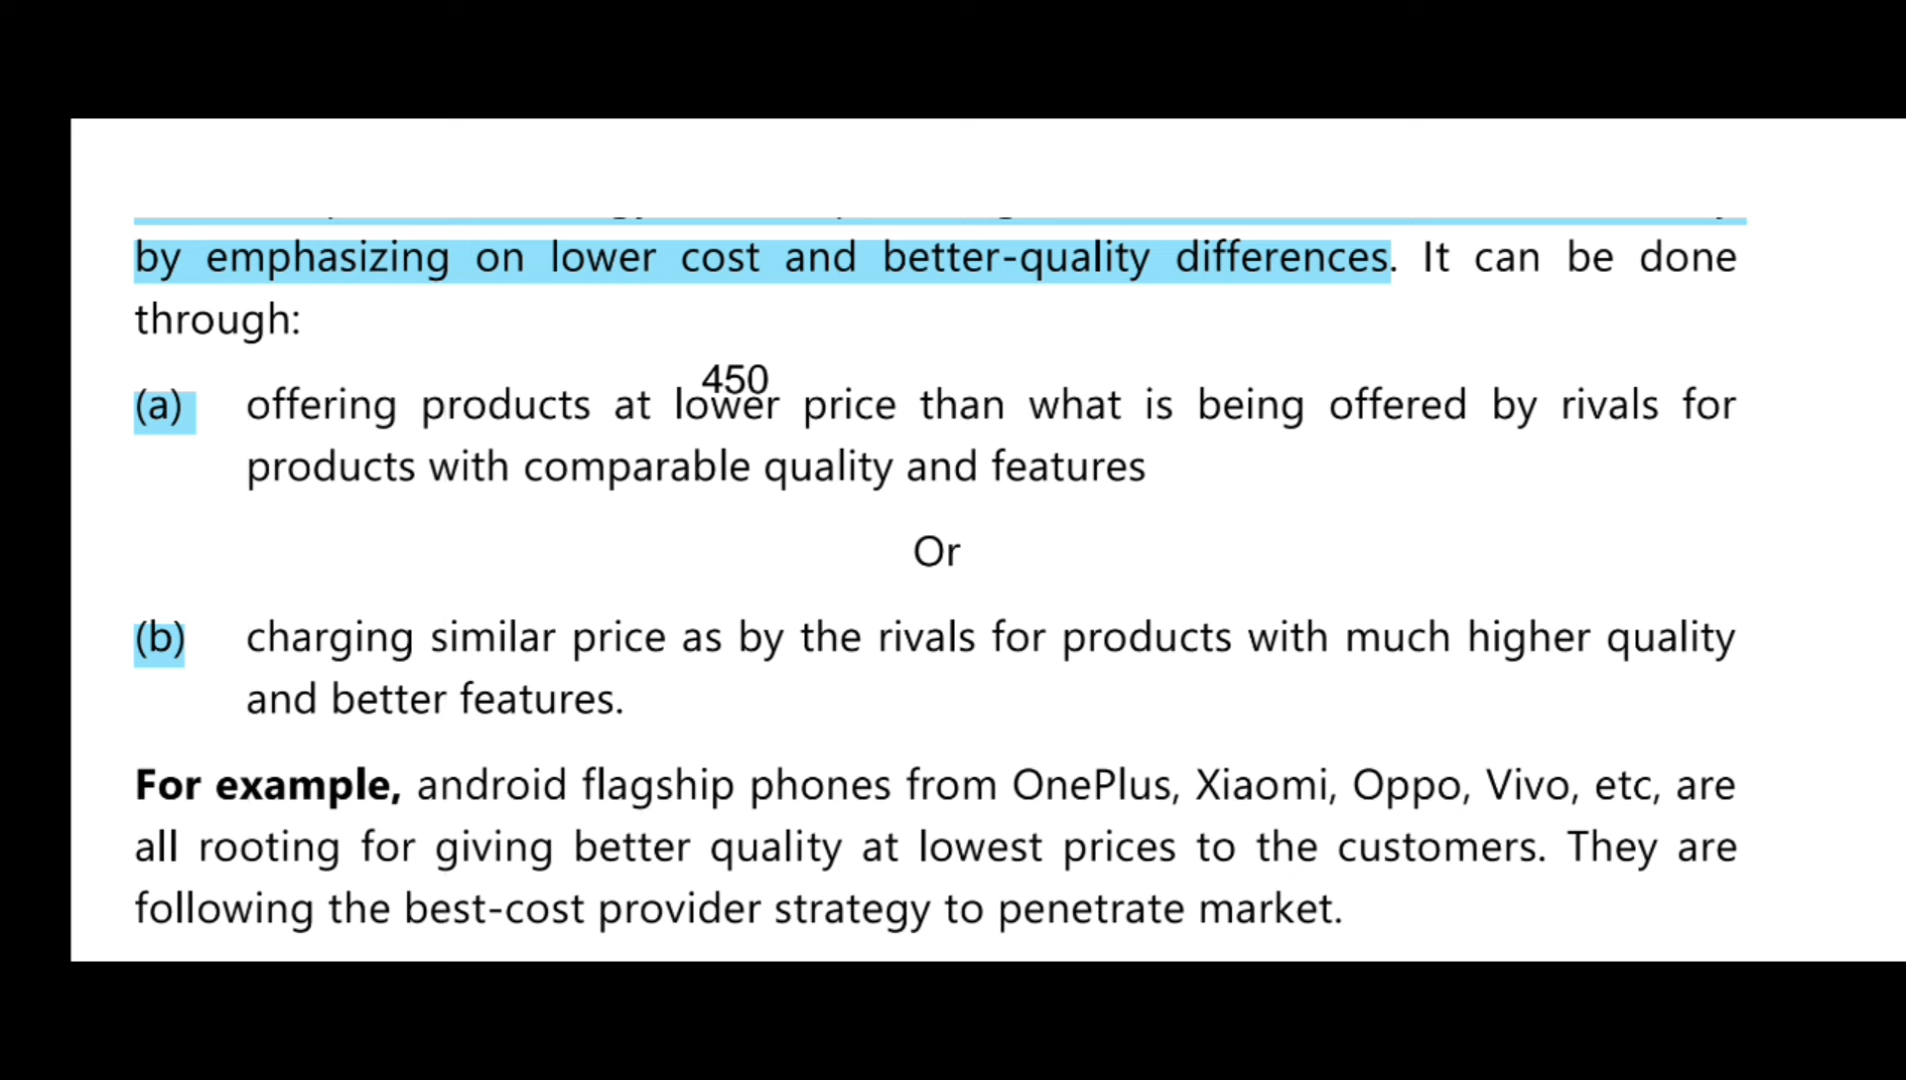 by emphasizing on lower cost and better-quality differences. It can be done
through:
450
(a) offering products at lower price than what is being offered by rivals for
products with comparable quality and features
Or
(b) charging similar price as by the rivals for products with much higher quality
and better features.
For example, android flagship phones from OnePlus, Xiaomi, Oppo, Vivo, etc, are
all rooting for giving better quality at lowest prices to the customers. They are
following the best-cost provider strategy to penetrate market.